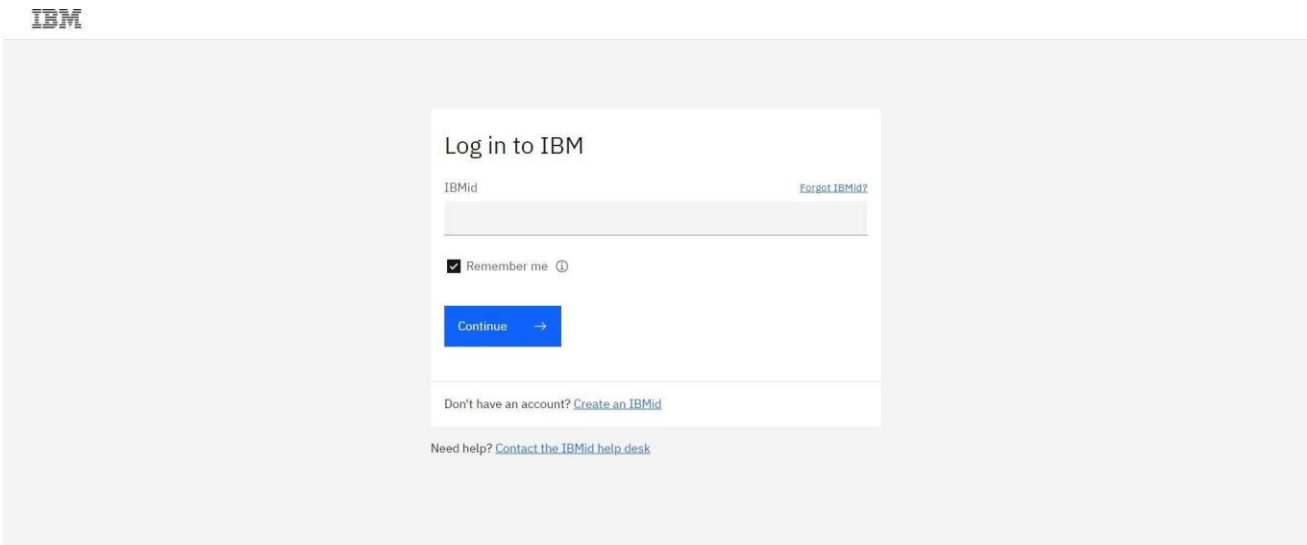 IBM
Log in to IBM
IBMid Forgot IBMid?
Remember me
Continue →
Don't have an account? Create an IBMid
Need help? Contact the IBMid help desk